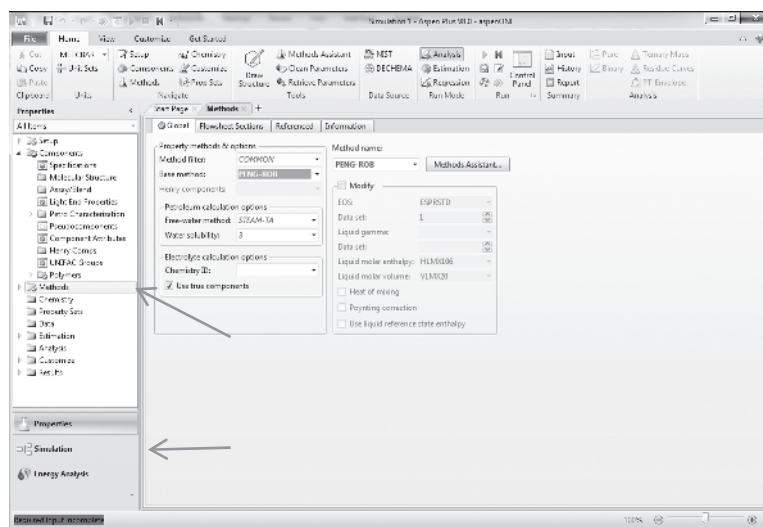 Simulation 1 - Aspen Plus V8.0 - aspenONE
File Home View Customize Get Started
Cut METCBAR Setup Chemistry Methods Assistant NIST Analysis Input Pure Ternary Maps
Copy Unit Sets Components Customize Clean Parameters DECHEMA Estimation History Binary Residue Curves
Paste Methods Prop Sets Draw Structure Retrieve Parameters Regression Control Panel Report PT Envelope
Clipboard Units Navigate Tools Data Source Run Mode Run Summary Analysis
Properties
Start Page Methods +
All Items
Global Flowsheet Sections Referenced Information
Setup
Components
Specifications
Molecular Structure
Assay/Blend
Light End Properties
Petro Characterization
Pseudocomponents
Component Attributes
Henry Comps
UNIFAC Groups
Polymers
Methods
Chemistry
Property Sets
Data
Estimation
Analysis
Customize
Results
Property methods & options
Method filter: COMMON
Base method: PENG-ROB
Henry components:
Petroleum calculation options
Free-water method: STEAM-TA
Water solubility: 3
Electrolyte calculation options
Chemistry ID:
Use true components
Method name:
PENG-ROB Methods Assistant...
Modify
EOS: ESPRSTD
Data set: 1
Liquid gamma:
Data set:
Liquid molar enthalpy: HLMX106
Liquid molar volume: VLMX20
Heat of mixing
Poynting correction
Use liquid reference state enthalpy
Properties
Simulation
Energy Analysis
Required Input Incomplete
100%